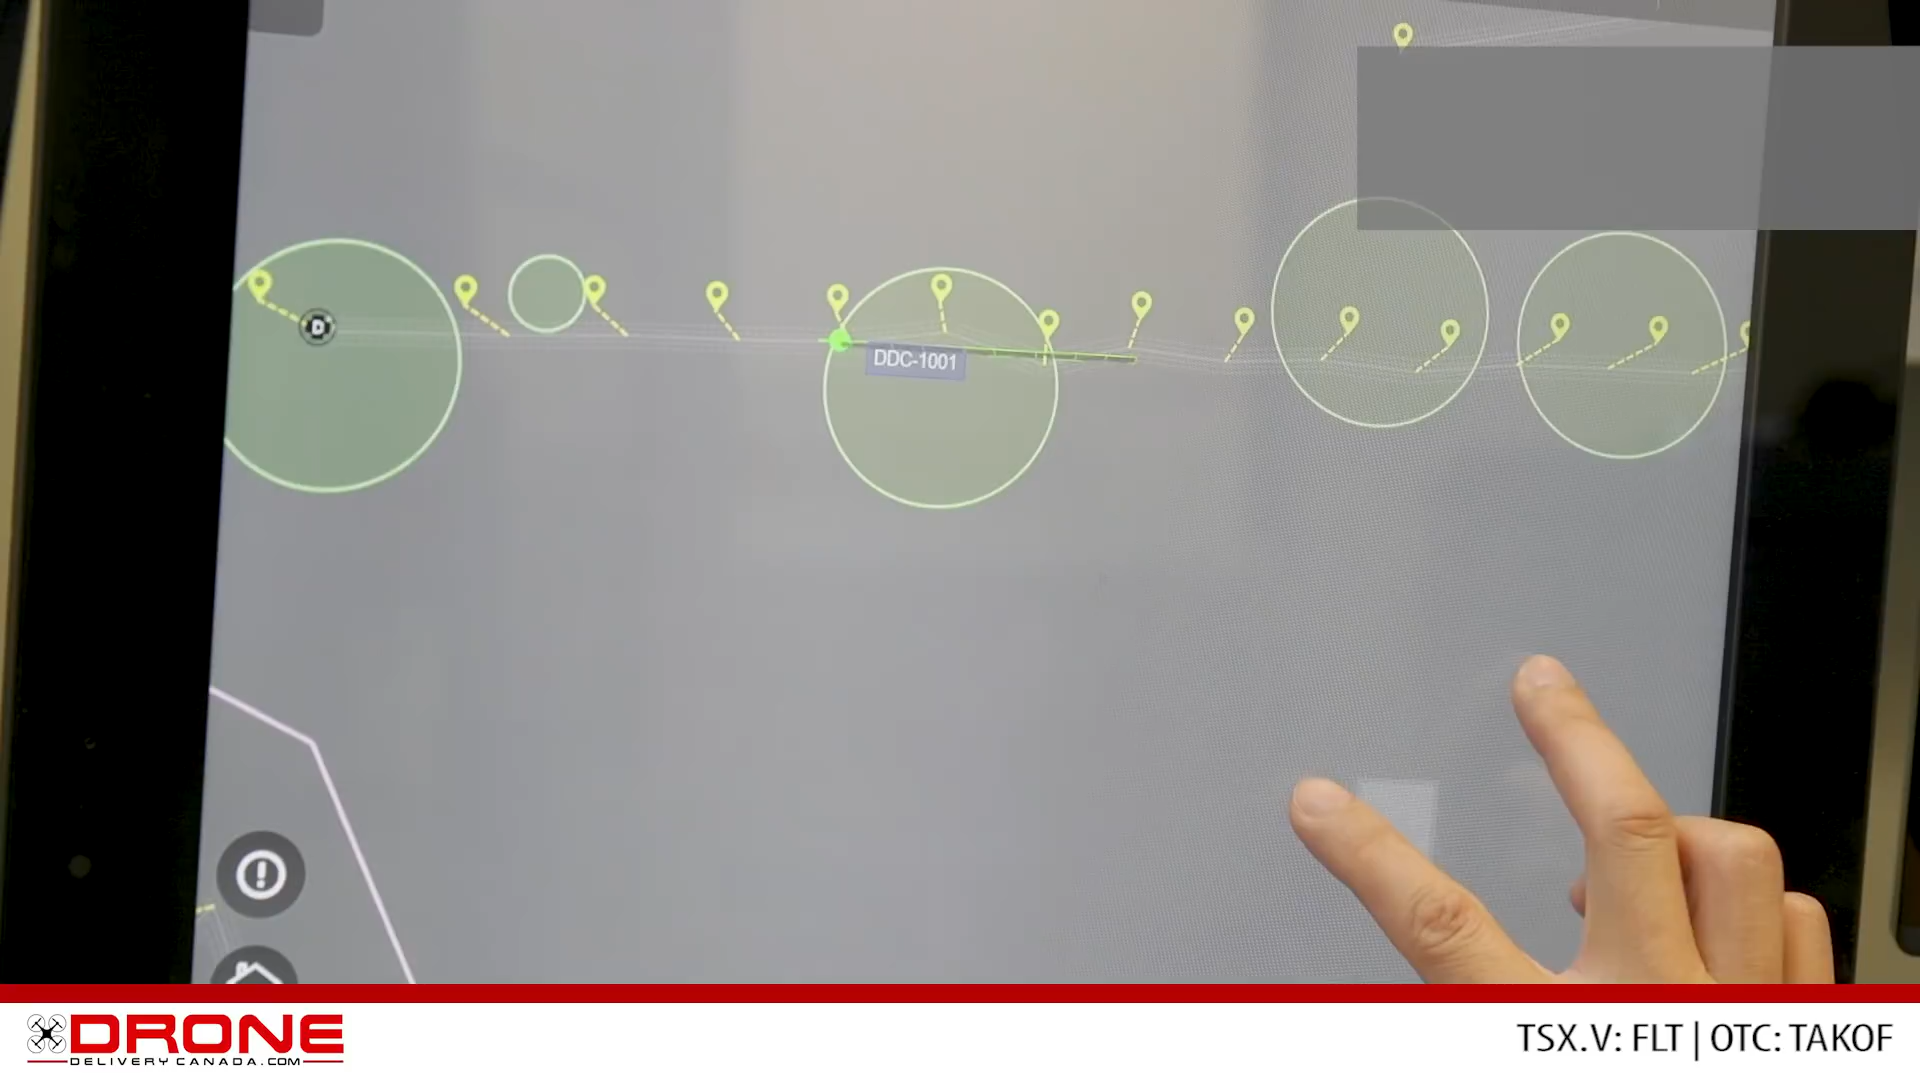 D
DDC-1001
DRONE
DELIVERY CANADA.COM
TSX.V: FLT | OTC: TAKOF